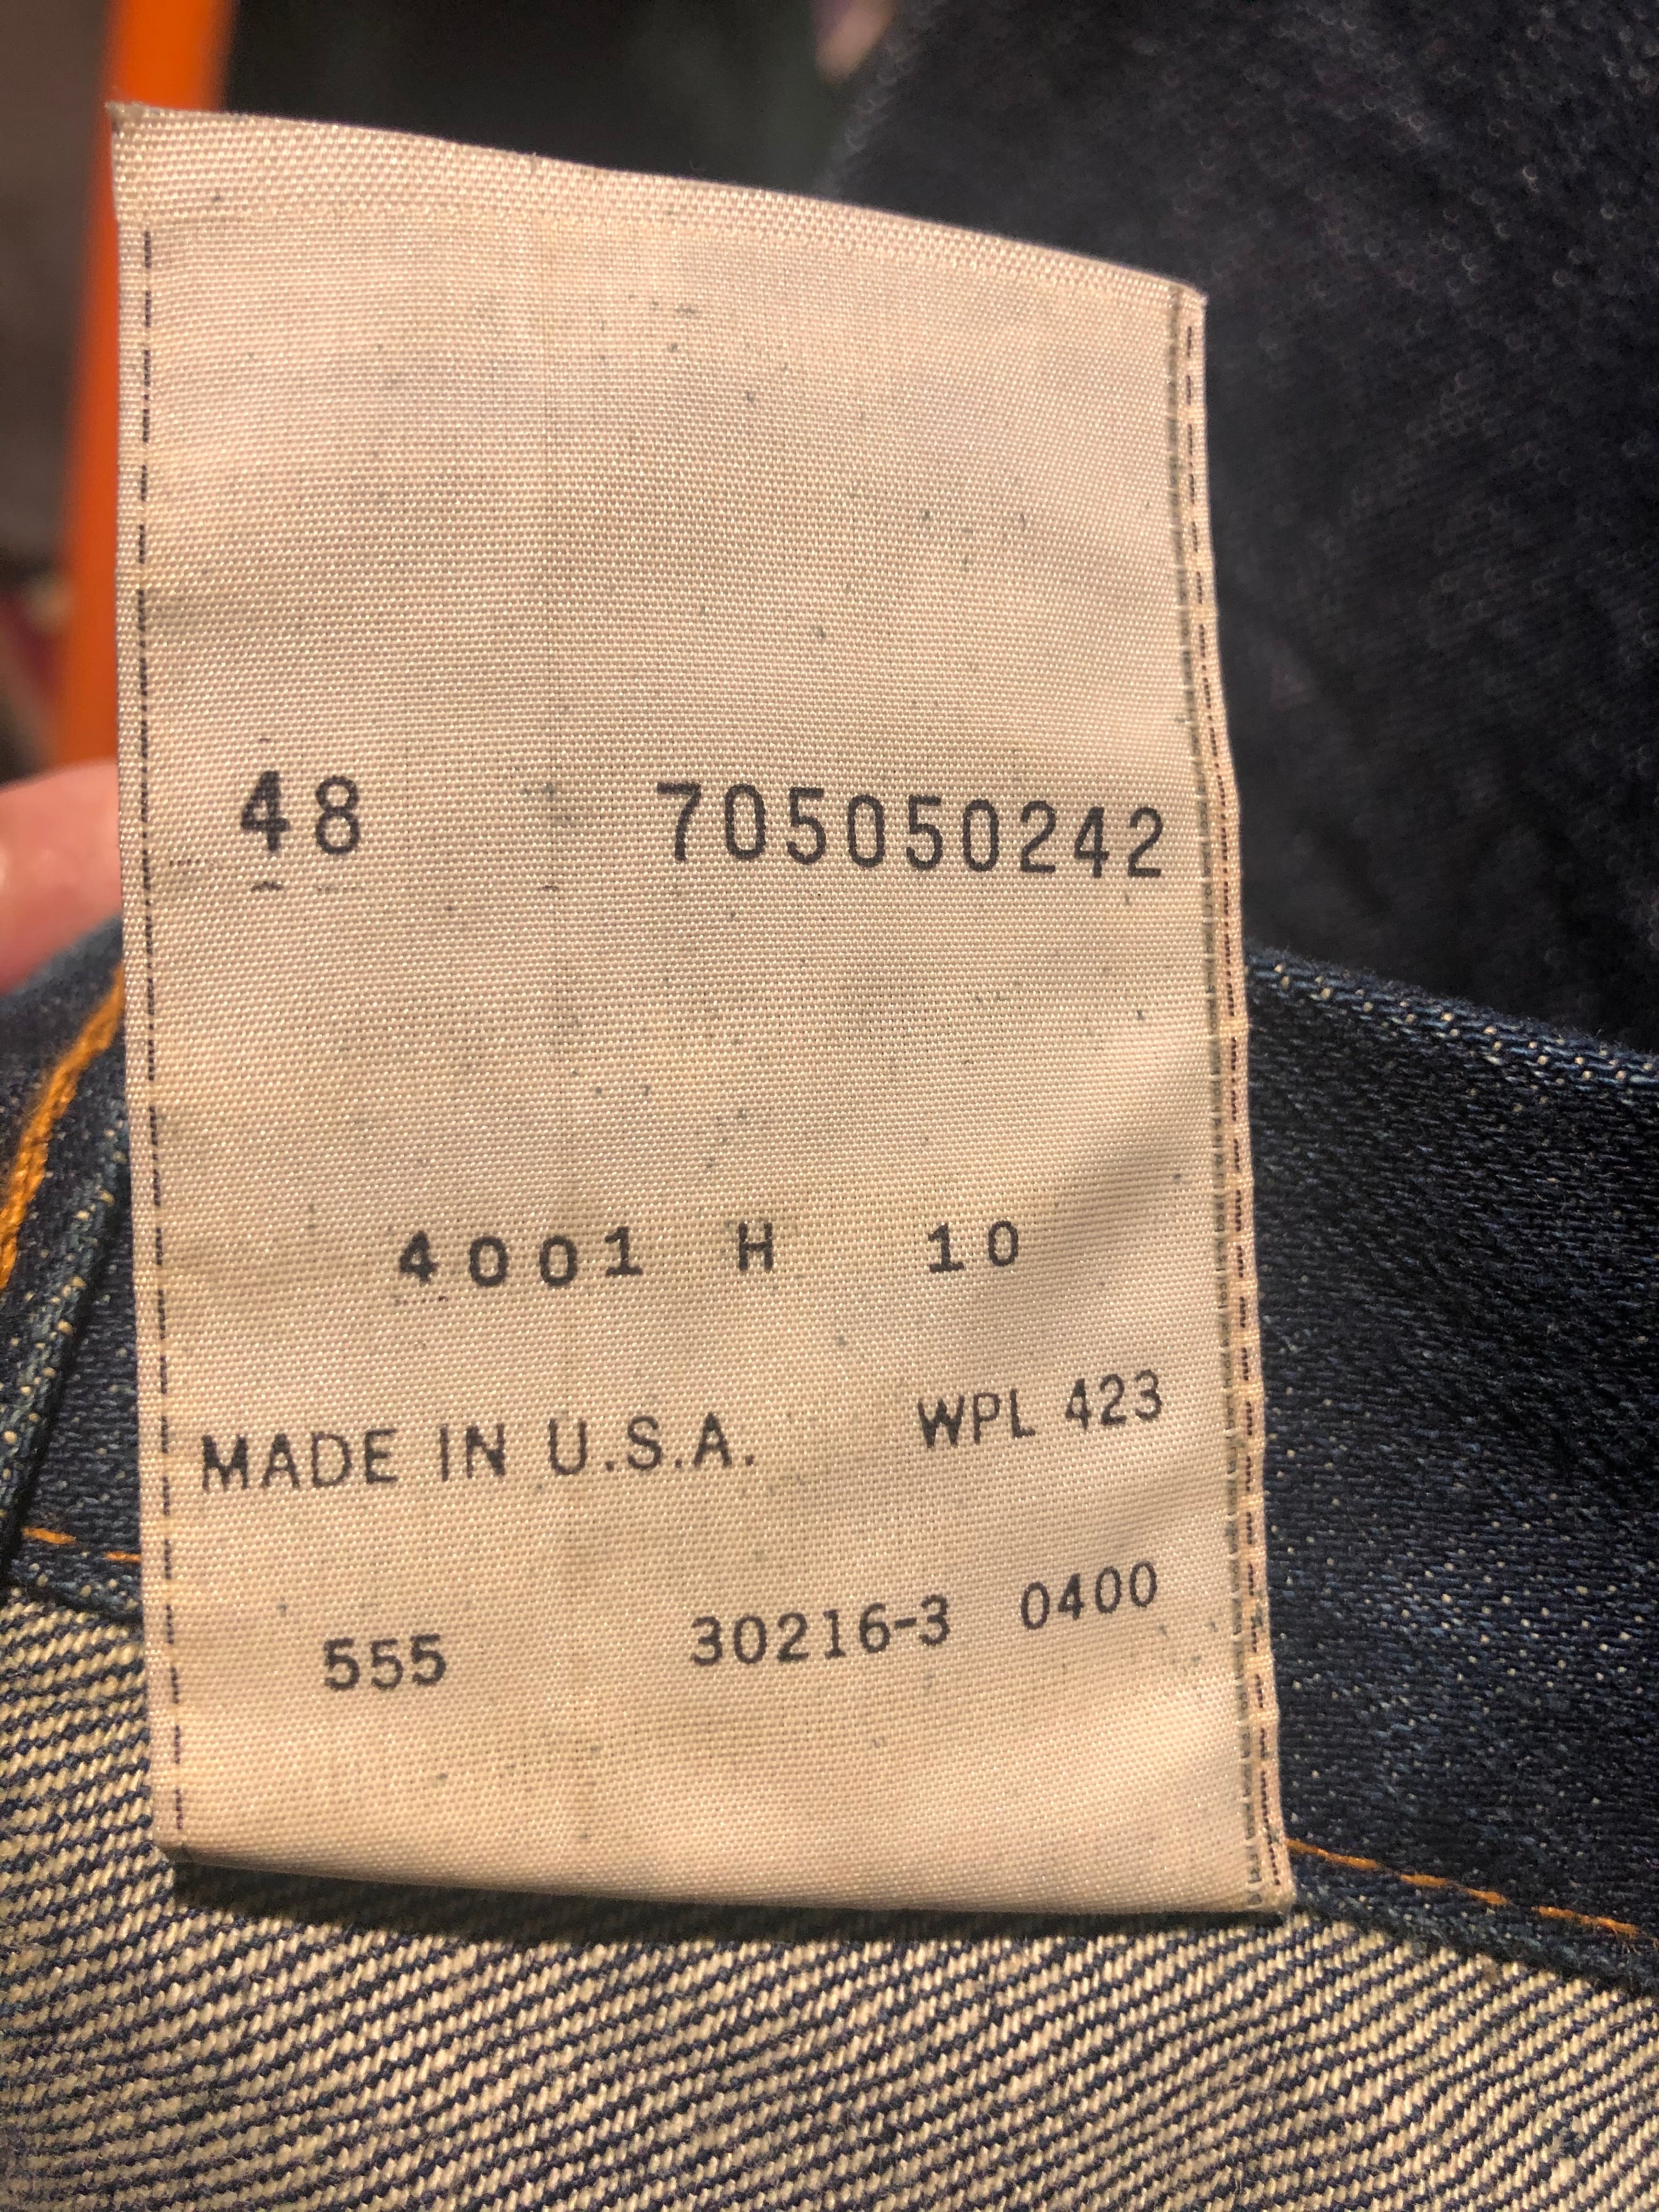 48 705050242
4001 H 10
MADE IN U.S.A. WPL 423
555 30216-3 0400